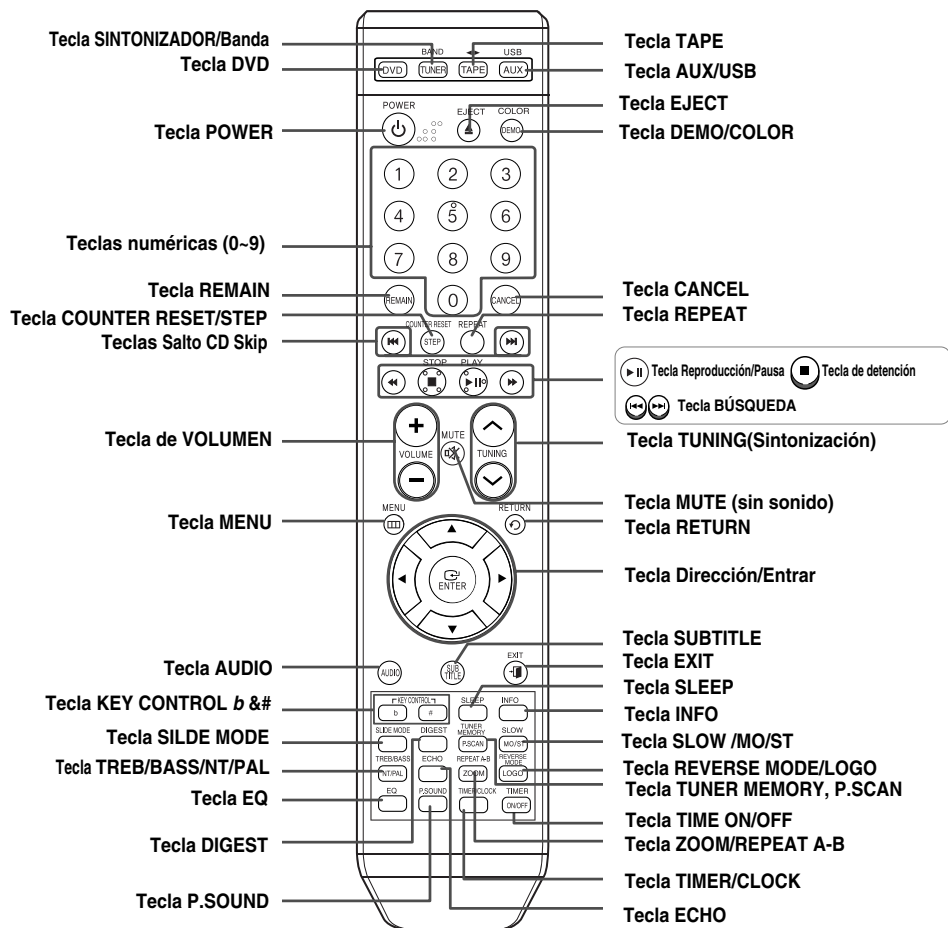 Tecla SINTONIZADOR/Banda
Tecla DVD
Tecla POWER
Teclas numéricas (0~9)
Tecla REMAIN
Tecla COUNTER RESET/STEP
Teclas Salto CD Skip
Tecla de VOLUMEN
Tecla MENU
Tecla AUDIO
Tecla KEY CONTROL b &#
Tecla SILDE MODE
Tecla TREB/BASS/NT/PAL
Tecla EQ
Tecla DIGEST
Tecla P.SOUND
BAND USB
DVD TUNER TAPE AUX
POWER EJECT COLOR
DEMO
1 2 3
4 5 6
7 8 9
REMAIN 0 CANCEL
COUNTER RESET REPEAT
STEP
STOP PLAY
MUTE
VOLUME TUNING
MENU RETURN
ENTER
EXIT
AUDIO SUB TITLE
KEY CONTROL SLEEP INFO
b #
SLIDE MODE DIGEST TUNER MEMORY SLOW
P.SCAN MO/ST
TREB/BASS ECHO REPEAT A-B REVERSE MODE
NT/PAL ZOOM LOGO
EQ P.SOUND TIMER/CLOCK TIMER
ON/OFF
Tecla TAPE
Tecla AUX/USB
Tecla EJECT
Tecla DEMO/COLOR
Tecla CANCEL
Tecla REPEAT
Tecla Reproducción/Pausa Tecla de detención
Tecla BÚSQUEDA
Tecla TUNING(Sintonización)
Tecla MUTE (sin sonido)
Tecla RETURN
Tecla Dirección/Entrar
Tecla SUBTITLE
Tecla EXIT
Tecla SLEEP
Tecla INFO
Tecla SLOW /MO/ST
Tecla REVERSE MODE/LOGO
Tecla TUNER MEMORY, P.SCAN
Tecla TIME ON/OFF
Tecla ZOOM/REPEAT A-B
Tecla TIMER/CLOCK
Tecla ECHO